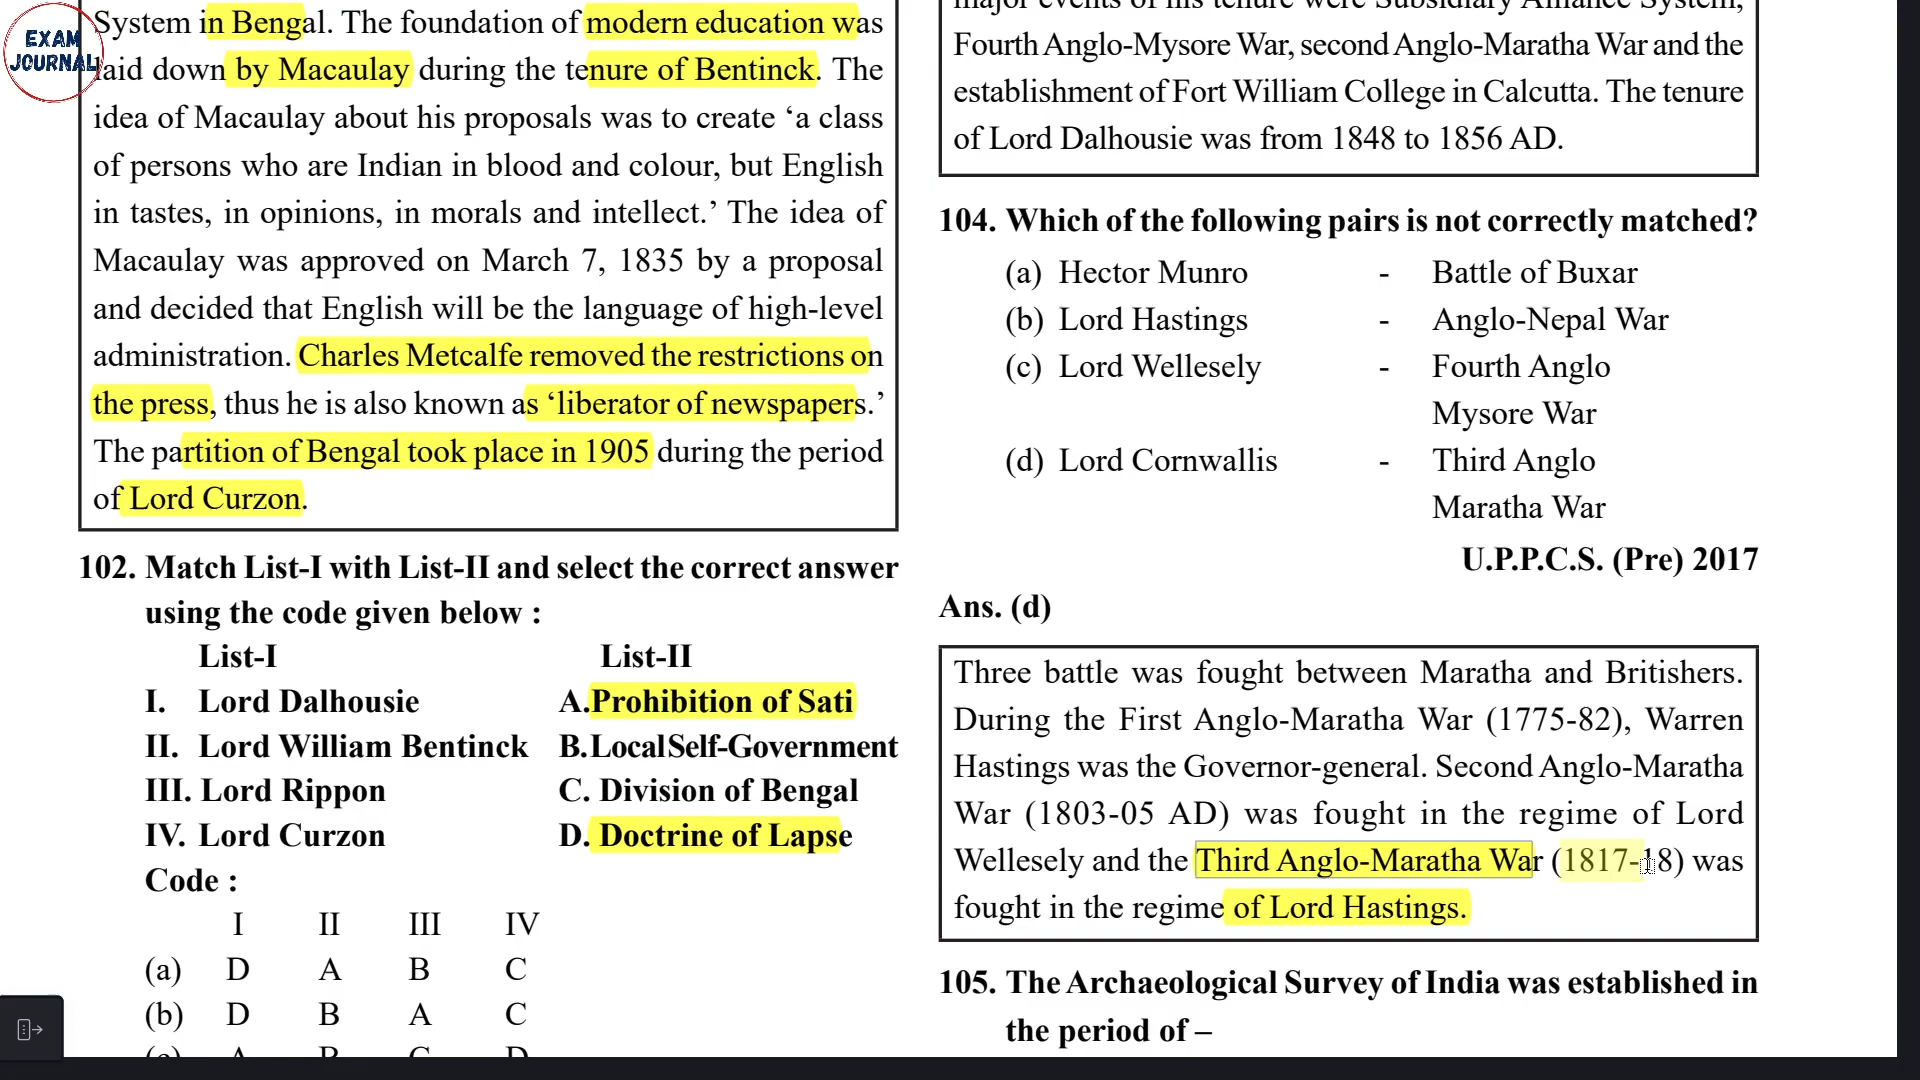 EXAM
JOURNAL
System in Bengal. The foundation of modern education was
laid down by Macaulay during the tenure of Bentinck. The
idea of Macaulay about his proposals was to create ‘a class
of persons who are Indian in blood and colour, but English
in tastes, in opinions, in morals and intellect.’ The idea of
Macaulay was approved on March 7, 1835 by a proposal
and decided that English will be the language of high-level
administration. Charles Metcalfe removed the restrictions on
the press, thus he is also known as ‘liberator of newspapers.’
The partition of Bengal took place in 1905 during the period
of Lord Curzon.
102. Match List-I with List-II and select the correct answer
using the code given below :
List-I List-II
I. Lord Dalhousie A.Prohibition of Sati
II. Lord William Bentinck B.Local Self-Government
III. Lord Rippon C. Division of Bengal
IV. Lord Curzon D. Doctrine of Lapse
Code :
I II III IV
(a) D A B C
(b) D B A C
(c) A B C D
major events of his tenure were Subsidiary Alliance System,
Fourth Anglo-Mysore War, second Anglo-Maratha War and the
establishment of Fort William College in Calcutta. The tenure
of Lord Dalhousie was from 1848 to 1856 AD.
104. Which of the following pairs is not correctly matched?
(a) Hector Munro - Battle of Buxar
(b) Lord Hastings - Anglo-Nepal War
(c) Lord Wellesely - Fourth Anglo
Mysore War
(d) Lord Cornwallis - Third Anglo
Maratha War
U.P.P.C.S. (Pre) 2017
Ans. (d)
Three battle was fought between Maratha and Britishers.
During the First Anglo-Maratha War (1775-82), Warren
Hastings was the Governor-general. Second Anglo-Maratha
War (1803-05 AD) was fought in the regime of Lord
Wellesely and the Third Anglo-Maratha War (1817-18) was
fought in the regime of Lord Hastings.
105. The Archaeological Survey of India was established in
the period of –